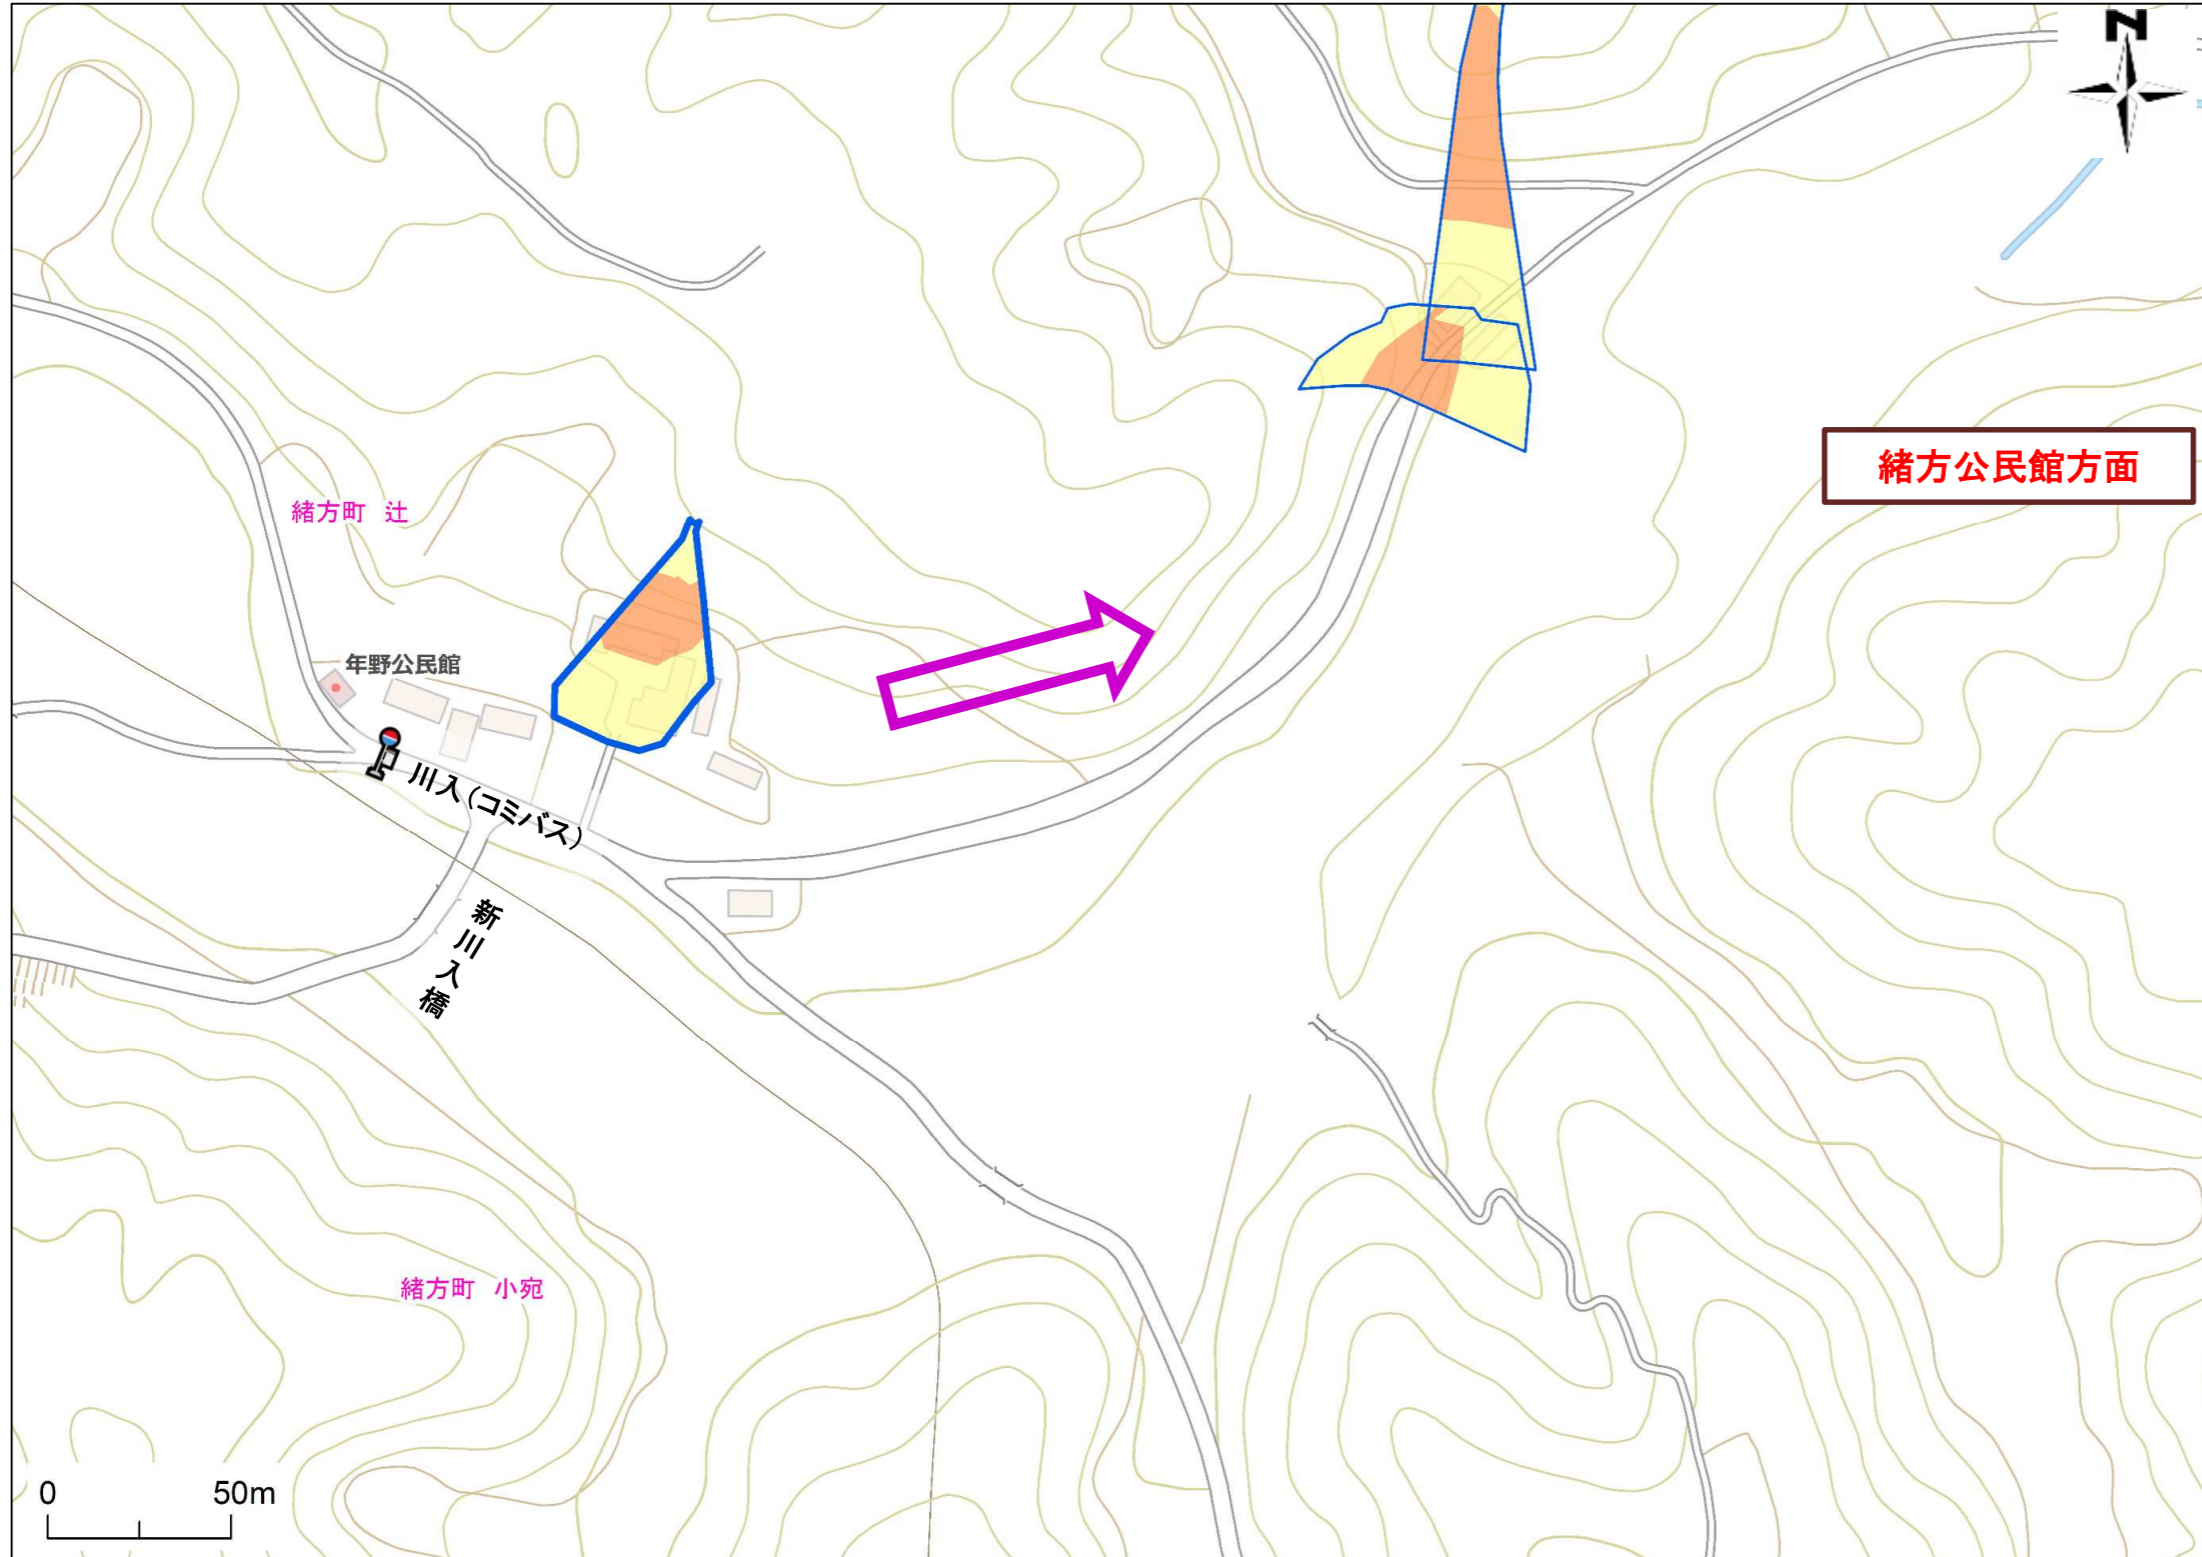 N
緒方公民館方面
緒方町 辻
年野公民館
川入(コミバス)
新川入橋
緒方町 小宛
0 50m